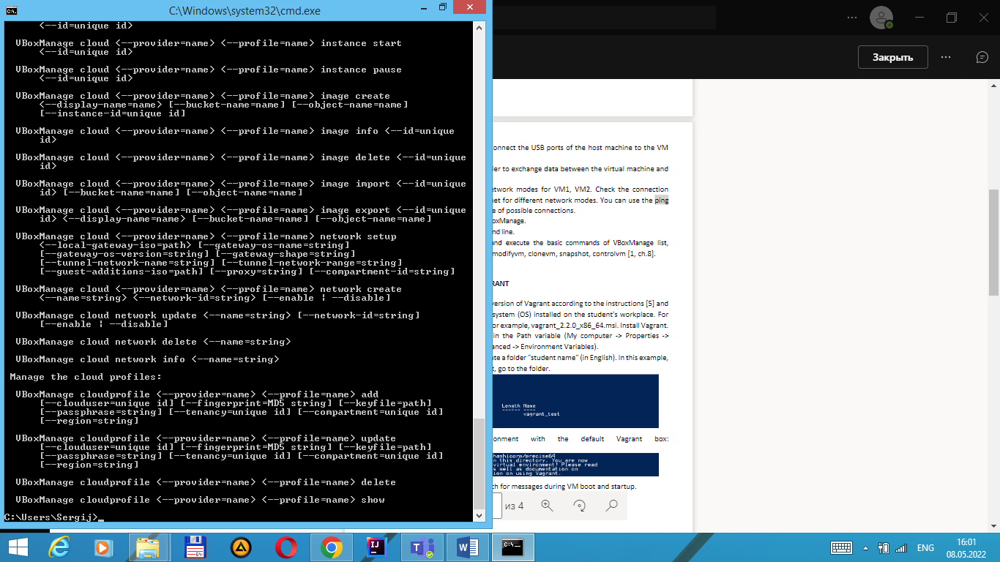 C:\Windows\system32\cmd.exe
<--id=unique id>
VBoxManage cloud <--provider=name> <--profile=name> instance start
<--id=unique id>
VBoxManage cloud <--provider=name> <--profile=name> instance pause
<--id=unique id>
VBoxManage cloud <--provider=name> <--profile=name> image create
<--display-name=name> [--bucket-name=name] [--object-name=name]
[--instance-id=unique id]
VBoxManage cloud <--provider=name> <--profile=name> image info <--id=unique
id>
VBoxManage cloud <--provider=name> <--profile=name> image delete <--id=unique
id>
VBoxManage cloud <--provider=name> <--profile=name> image import <--id=unique
id> [--bucket-name=name] [--object-name=name]
VBoxManage cloud <--provider=name> <--profile=name> image export <--id=unique
id> <--display-name=name> [--bucket-name=name] [--object-name=name]
VBoxManage cloud <--provider=name> <--profile=name> network setup
<--local-gateway-iso=path> [--gateway-os-name=string]
[--gateway-os-version=string] [--gateway-shape=string]
[--tunnel-network-name=string] [--tunnel-network-range=string]
[--guest-additions-iso=path] [--proxy=string] [--compartment-id=string]
VBoxManage cloud <--provider=name> <--profile=name> network create
<--name=string> <--network-id=string> [--enable | --disable]
VBoxManage cloud network update <--name=string> [--network-id=string]
[--enable | --disable]
VBoxManage cloud network delete <--name=string>
VBoxManage cloud network info <--name=string>
Manage the cloud profiles:
VBoxManage cloudprofile <--provider=name> <--profile=name> add
[--clouduser=unique id] [--fingerprint=MD5 string] [--keyfile=path]
[--passphrase=string] [--tenancy=unique id] [--compartment=unique id]
[--region=string]
VBoxManage cloudprofile <--provider=name> <--profile=name> update
[--clouduser=unique id] [--fingerprint=MD5 string] [--keyfile=path]
[--passphrase=string] [--tenancy=unique id] [--compartment=unique id]
[--region=string]
VBoxManage cloudprofile <--provider=name> <--profile=name> delete
VBoxManage cloudprofile <--provider=name> <--profile=name> show
C:\Users\Sergij>_
Закрыть
onnect the USB ports of the host machine to the VM
der to exchange data between the virtual machine and
etwork modes for VM1, VM2. Check the connection
net for different network modes. You can use the ping
e of possible connections.
oxManage.
nd line.
and execute the basic commands of VBoxManage list,
modifyvm, clonevm, snapshot, controlvm [1, ch.8].
RANT
version of Vagrant according to the instructions [5] and
system (OS) installed on the student's workplace. For
or example, vagrant_2.2.0_x86_64.msi. Install Vagrant.
in the Path variable (My computer -> Properties ->
anced -> Environment Variables).
ate a folder "student name" (in English). In this example,
t, go to the folder.
Length Name
------ ----
vagrant_test
onment with the default Vagrant box:
hashicorp/precise64
n this directory. You are now
virtual environment! Please read
s well as documentation on
ion on using Vagrant.
ch for messages during VM boot and startup.
из 4
ENG
16:01
08.05.2022